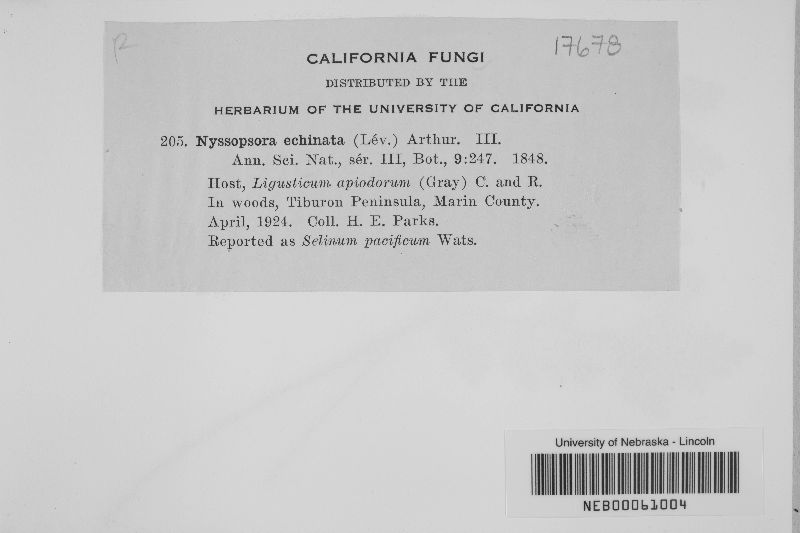 R 17678
CALIFORNIA FUNGI
DISTRIBUTED BY THE
HERBARIUM OF THE UNIVERSITY OF CALIFORNIA
205. Nyssopsora echinata (Lév.) Arthur. III.
Ann. Sci. Nat., sér. III, Bot., 9:247. 1848.
Host, Ligusticum apiodorum (Gray) C. and R.
In woods, Tiburon Peninsula, Marin County.
April, 1924. Coll. H. E. Parks.
Reported as Selinum pacificum Wats.
University of Nebraska - Lincoln
NEB00061004